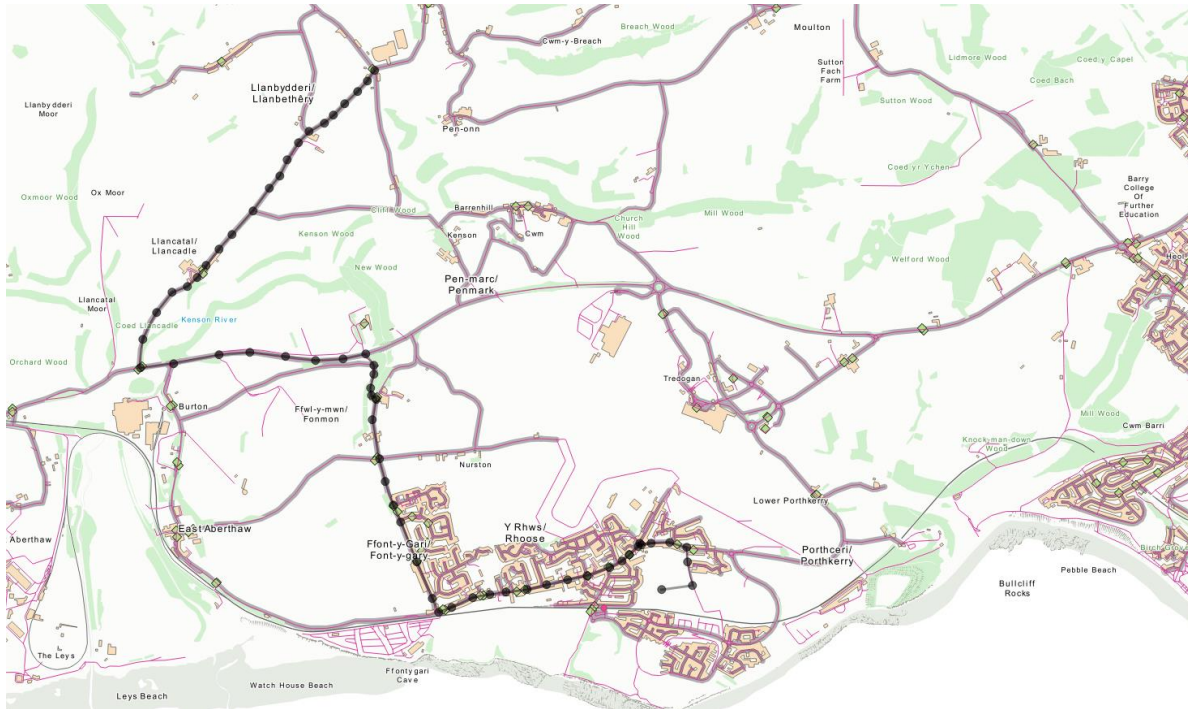 Breach Wood
Moulton
Cwm-y-Breach
Lidmore Wood
Coed y Capel
Sutton
Fach
Farm
Coed Bach
Llanbydderi/
Llanbethêry
Llanbydderi
Moor
Sutton Wood
Pen-onn
Coed yr Ychen
Barry
College
Of
Further
Education
Ox Moor
Oxmoor Wood
Cliff Wood
Barrenhill
Church
Hill
Wood
Mill Wood
Kenson Wood
Kenson
Cwm
Llancatal/
Llancadle
Heol
Welford Wood
New Wood
Pen-marc/
Penmark
Llancatal
Moor
Kenson River
Coed Llancadle
Orchard Wood
Tredogan
Burton
Ffwl-y-mwn/
Fonmon
Mill Wood
Cwm Barri
Knock-man-down
Wood
Nurston
Lower Porthkerry
East Aberthaw
Y Rhws/
Rhoose
Aberthaw
Ffont-y-Gari/
Font-y-gary
Porthceri/
Porthkerry
Birch Grove
Pebble Beach
Bullcliff
Rocks
The Leys
Ffontygari
Cave
Watch House Beach
Leys Beach